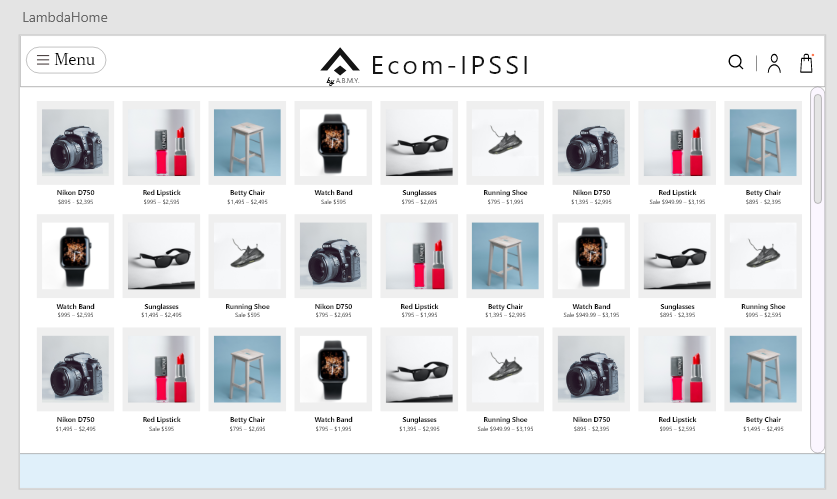 LambdaHome
Menu
Ecom-IPSSI
by A.B.M.Y.
Nikon D750 Red Lipstick Betty Chair Watch Band Sunglasses Running Shoe Nikon D750 Red Lipstick Betty Chair
$895 - $2,395 $995 - $2,595 $1,495 - $2,495 Sale $595 $795 - $2,695 $795 - $1,995 $1,395 - $2,995 Sale $949.99 - $3,195 $895 - $2,395
Watch Band Sunglasses Running Shoe Nikon D750 Red Lipstick Betty Chair Watch Band Sunglasses Running Shoe
$995 - $2,595 $1,495 - $2,495 Sale $595 $795 - $2,695 $795 - $1,995 $1,395 - $2,995 Sale $949.99 - $3,195 $895 - $2,395 $995 - $2,595
Nikon D750 Red Lipstick Betty Chair Watch Band Sunglasses Running Shoe Nikon D750 Red Lipstick Betty Chair
$1,495 - $2,495 Sale $595 $795 - $2,695 $795 - $1,995 $1,395 - $2,995 Sale $949.99 - $3,195 $895 - $2,395 $995 - $2,595 $1,495 - $2,495